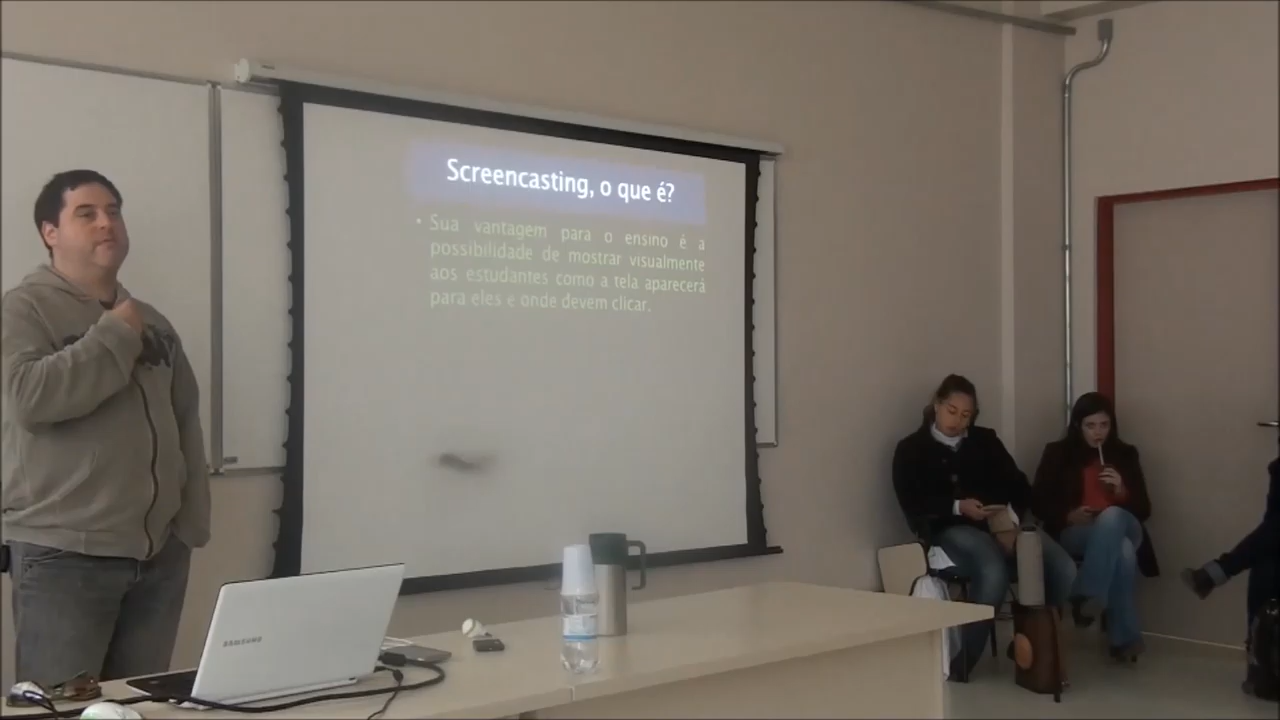 Screencasting, o que é?
• Sua vantagem para o ensino é a
possibilidade de mostrar visualmente
aos estudantes como a tela aparecerá
para eles e onde devem clicar.
SAMSUNG